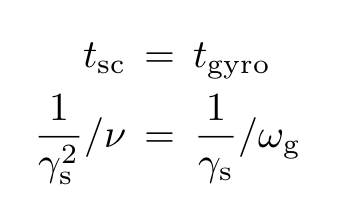 t_sc = t_gyro
1/γ_s^2 / ν = 1/γ_s / ω_g